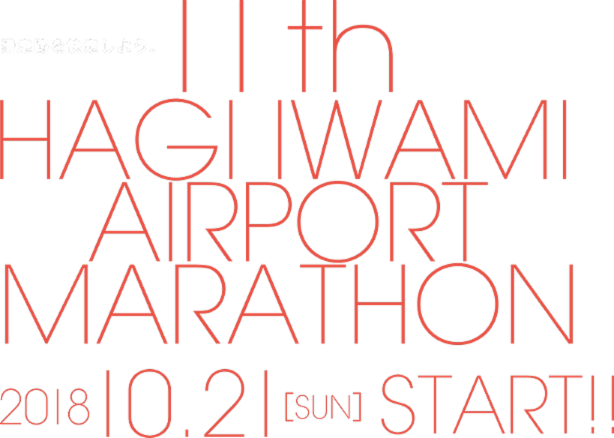 11th
HAGI IWAMI
AIRPORT
MARATHON
2018 10.21 [SUN] START!!